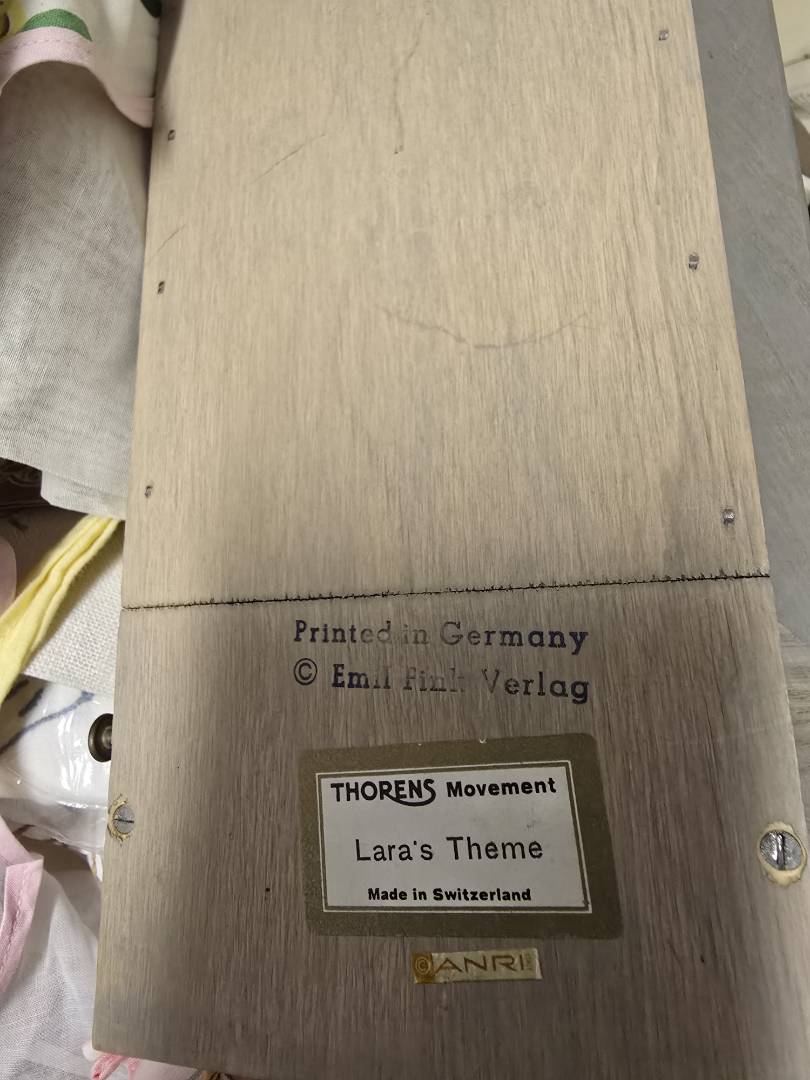 Printed in Germany
© Emil Fink Verlag
THORENS Movement
Lara's Theme
Made in Switzerland
© ANRI